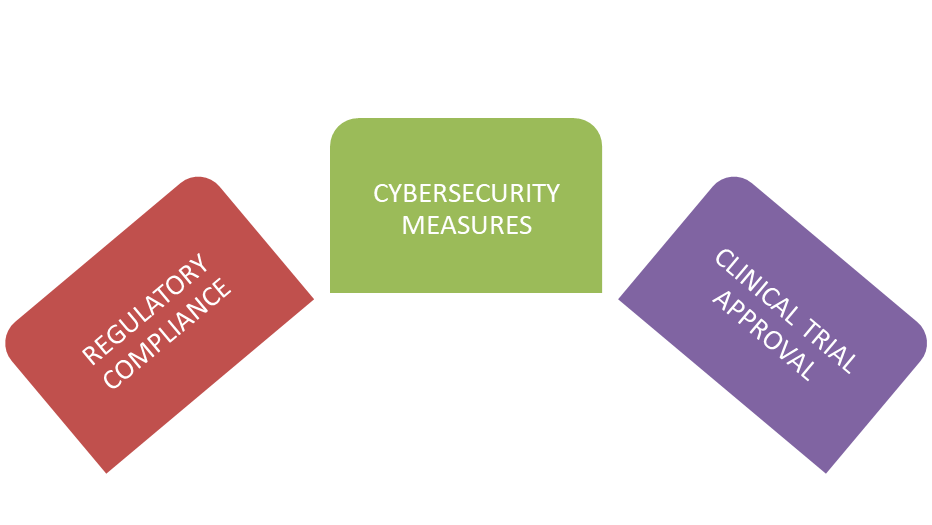 REGULATORY
COMPLIANCE
CYBERSECURITY
MEASURES
CLINICAL TRIAL
APPROVAL